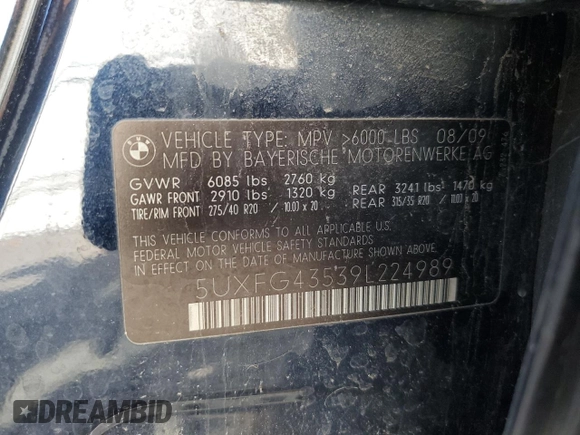 BMW
VEHICLE TYPE: MPV >6000-LBS 08/09
MFD BY BAYERISCHE MOTORENWERKE AG
GVWR 6085 lbs 2760 kg
GAWR FRONT 2910 lbs 1320 kg REAR 3241 lbs 1470 kg
TIRE/RIM FRONT 275/40 R20 / 10.0J x 20 REAR 315/35 R20 / 11.0J x 20
THIS VEHICLE CONFORMS TO ALL APPLICABLE
FEDERAL MOTOR VEHICLE SAFETY STANDARDS
IN EFFECT ON THE DATE OF MANUFACTURE SHOWN ABOVE.
5UXFG43539L224989
DREAMBID